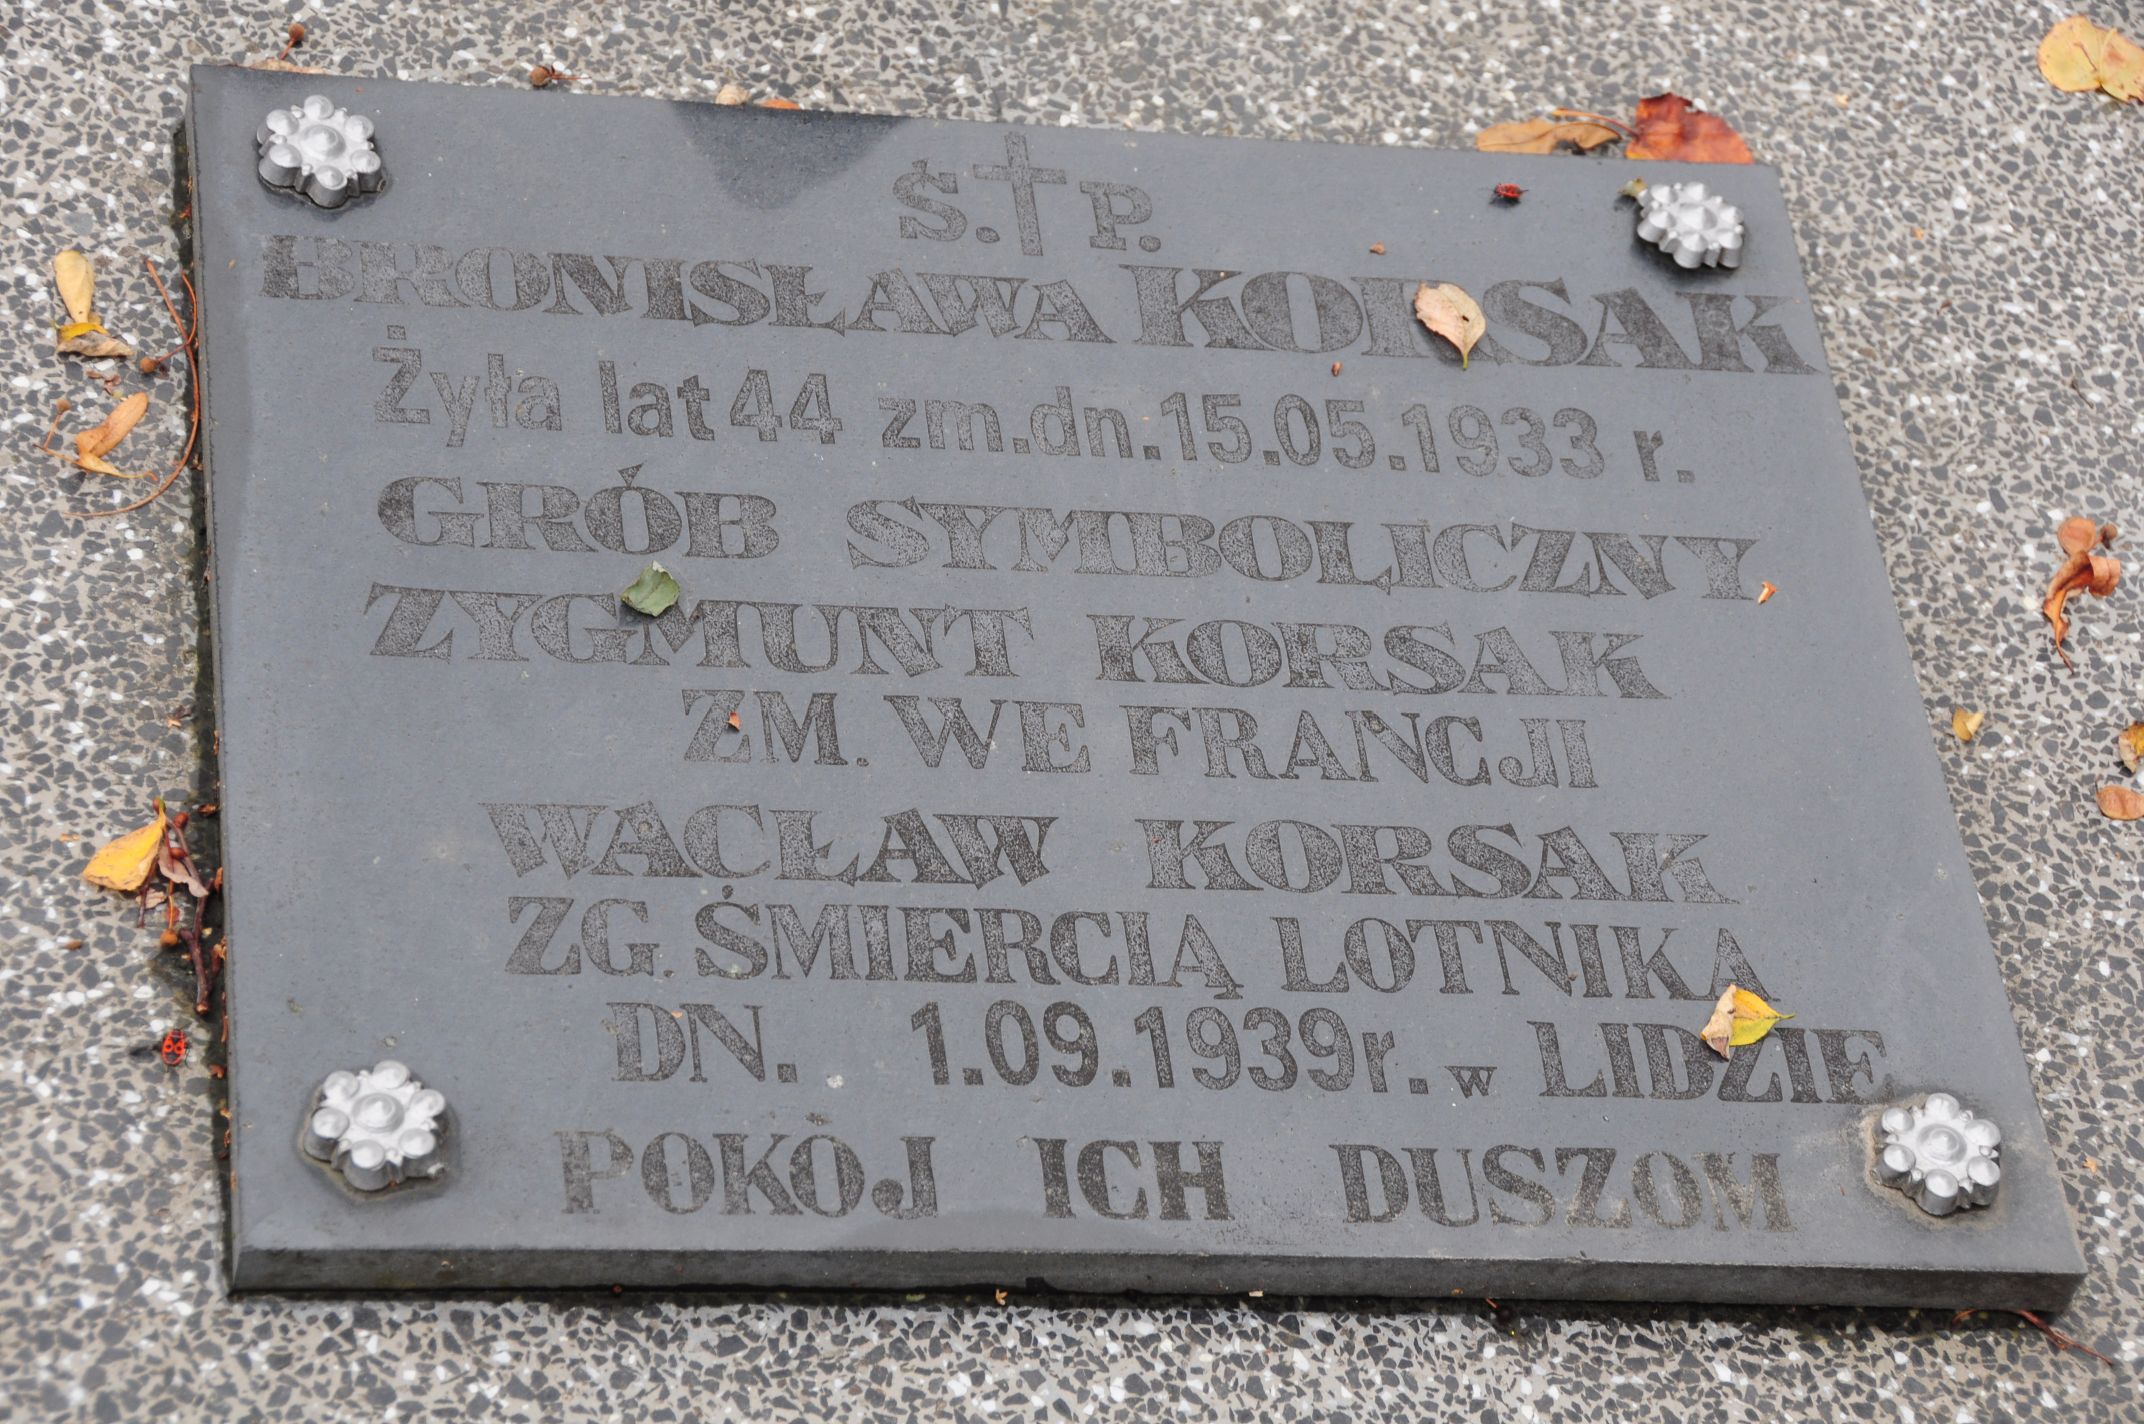 Ś.†P.
BRONISŁAWA KORSAK
Żyła lat 44 zm.dn.15.05.1933 r.
GRÓB SYMBOLICZNY
ZYGMUNT KORSAK
ZM. WE FRANCJI
WACŁAW KORSAK
ZG. ŚMIERCIĄ LOTNIKA
DN. 1.09.1939r. w LIDZIE
POKÒJ ICH DUSZOM